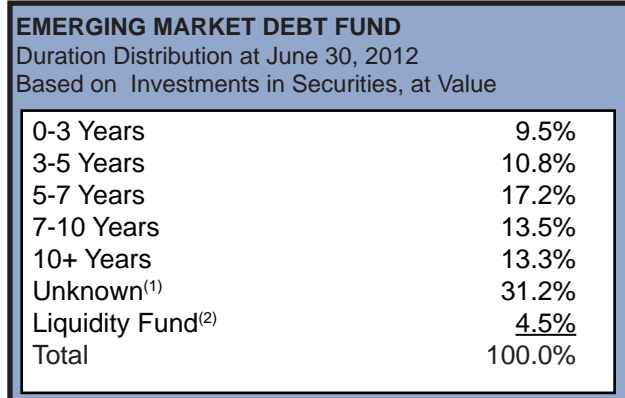 EMERGING MARKET DEBT FUND
Duration Distribution at June 30, 2012
Based on  Investments in Securities, at Value
0-3 Years 9.5%
3-5 Years 10.8%
5-7 Years 17.2%
7-10 Years 13.5%
10+ Years 13.3%
Unknown(1) 31.2%
Liquidity Fund(2) 4.5%
Total 100.0%